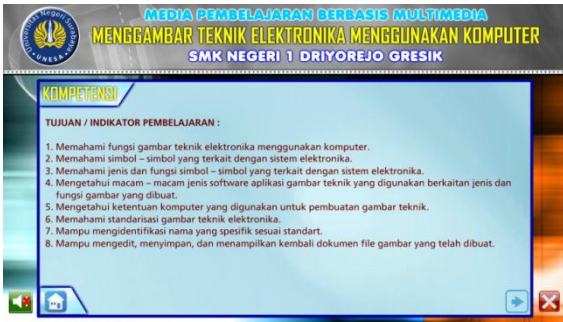 MEDIA PEMBELAJARAN BERBASIS MULTIMEDIA
MENGGAMBAR TEKNIK ELEKTRONIKA MENGGUNAKAN KOMPUTER
SMK NEGERI 1 DRIYOREJO GRESIK
Universitas Negeri Surabaya
UNESA
KOMPETENSI
TUJUAN / INDIKATOR PEMBELAJARAN :
1. Memahami fungsi gambar teknik elektronika menggunakan komputer.
2. Memahami simbol – simbol yang terkait dengan sistem elektronika.
3. Memahami jenis dan fungsi simbol – simbol yang terkait dengan sistem elektronika.
4. Mengetahui macam – macam jenis software aplikasi gambar teknik yang digunakan berkaitan jenis dan
fungsi gambar yang dibuat.
5. Mengetahui ketentuan komputer yang digunakan untuk pembuatan gambar teknik.
6. Memahami standarisasi gambar teknik elektronika.
7. Mampu mengidentifikasi nama yang spesifik sesuai standart.
8. Mampu mengedit, menyimpan, dan menampilkan kembali dokumen file gambar yang telah dibuat.